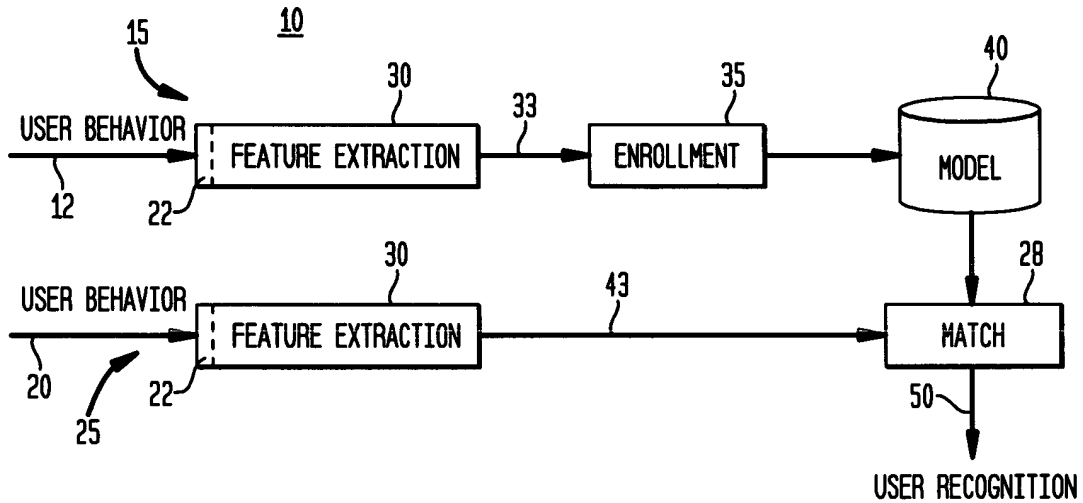 10
15
30
35
40
USER BEHAVIOR
FEATURE EXTRACTION
33
ENROLLMENT
MODEL
12
22
30
28
USER BEHAVIOR
FEATURE EXTRACTION
43
MATCH
20
22
25
50
USER RECOGNITION